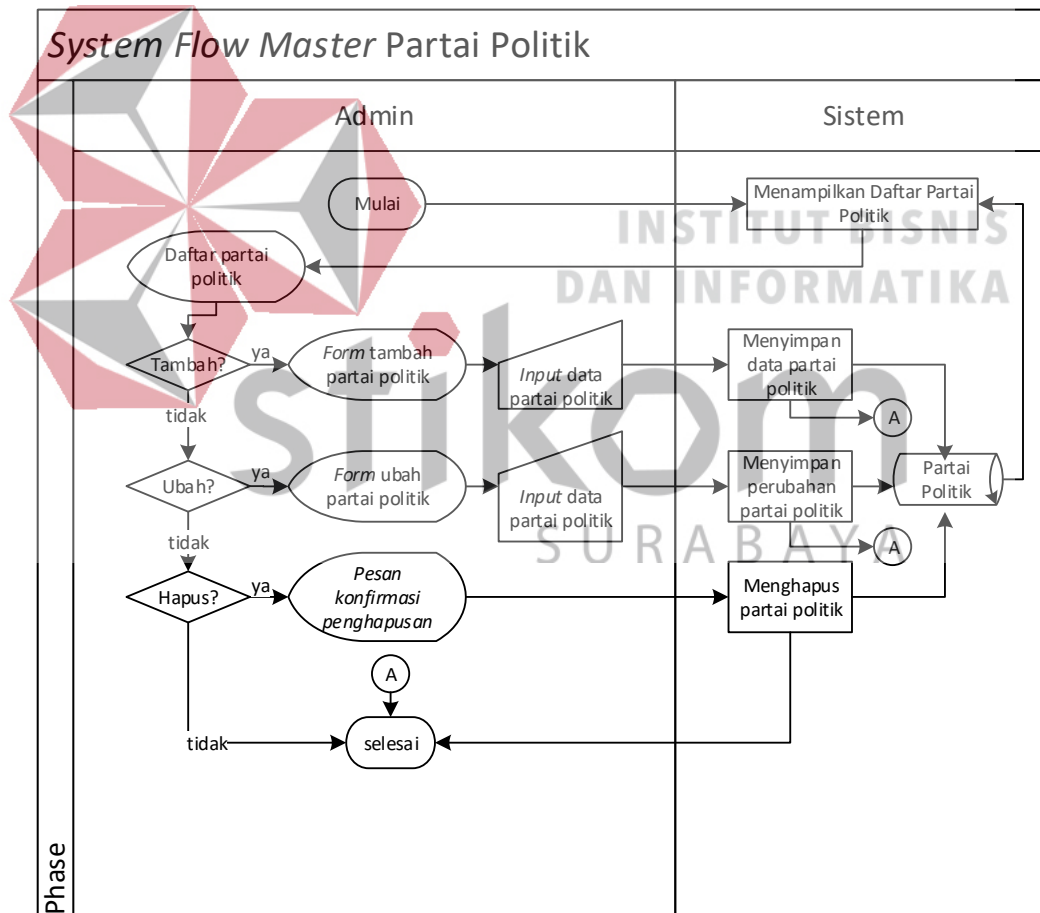 System Flow Master Partai Politik
Admin
Sistem
Mulai
Menampilkan Daftar Partai
Politik
INSTITUT BISNIS
DAN INFORMATIKA
Daftar partai
politik
Tambah?
ya
Form tambah
partai politik
Input data
partai politik
Menyimpan
data partai
politik
A
tidak
stikom
Ubah?
ya
Form ubah
partai politik
Input data
partai politik
Menyimpan
perubahan
partai politik
Partai
Politik
A
SURABAYA
tidak
Hapus?
ya
Pesan
konfirmasi
penghapusan
Menghapus
partai politik
A
tidak
selesai
Phase